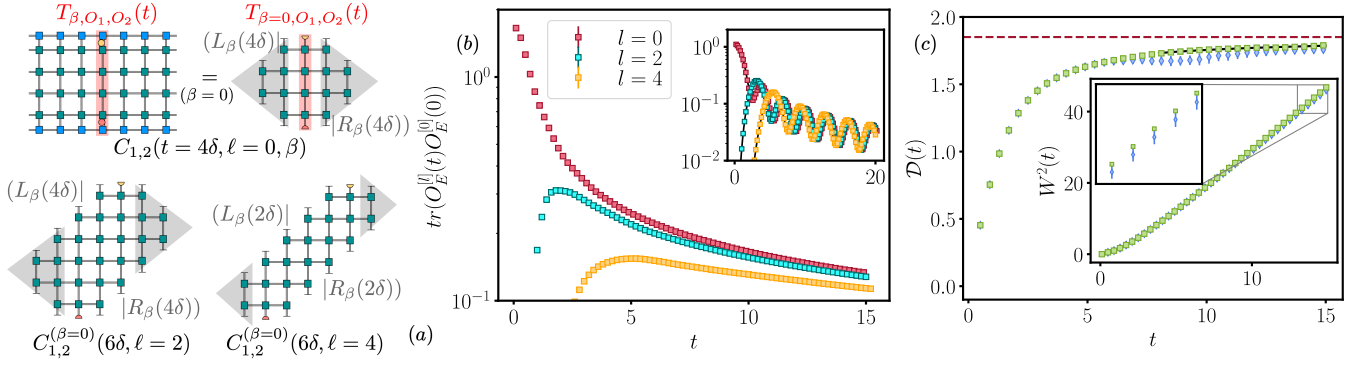 T_{β,O_1,O_2}(t)
T_{β=0,O_1,O_2}(t)
(L_β(4δ)|
=
(β = 0)
|R_β(4δ))
C_{1,2}(t = 4δ, ℓ = 0, β)
(L_β(4δ)|
(L_β(2δ)|
|R_β(4δ))
|R_β(2δ))
C_{1,2}^{(β=0)}(6δ, ℓ = 2)
C_{1,2}^{(β=0)}(6δ, ℓ = 4)
(a)
(b)
tr(O_E^{[l]}(t)O_E^{[0]}(0))
10^0
10^{-1}
0
5
10
15
t
l = 0
l = 2
l = 4
10^0
10^{-1}
10^{-2}
0
20
(c)
D(t)
2.0
1.5
1.0
0.5
0.0
0
5
10
15
t
W^2(t)
40
20
0
0
10